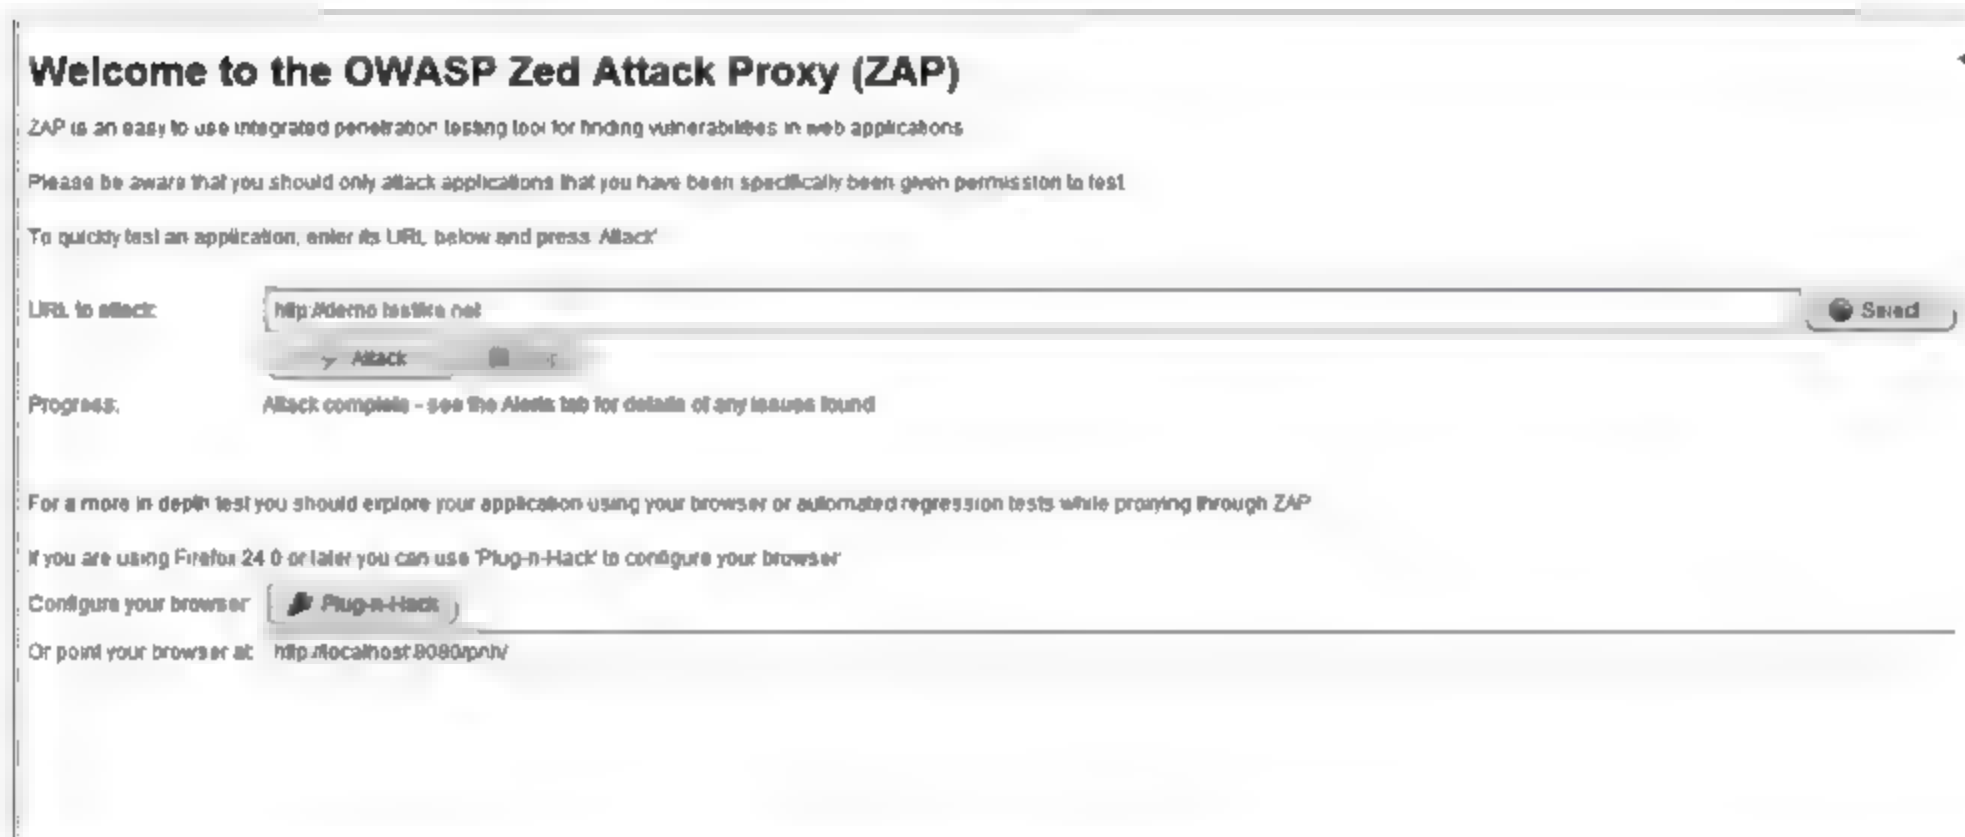 Welcome to the OWASP Zed Attack Proxy (ZAP)
ZAP is an easy to use integrated penetration testing tool for finding vulnerabilities in web applications
Please be aware that you should only attack applications that you have been specifically been given permission to test
To quickly test an application, enter its URL below and press 'Attack'
URL to attack: http://demo.testfire.net Select
Attack
Progress: Attack complete - see the Alerts tab for details of any issues found
For a more in depth test you should explore your application using your browser or automated regression tests while proxying through ZAP
If you are using Firefox 24.0 or later you can use 'Plug-n-Hack' to configure your browser
Configure your browser Plug-n-Hack
Or point your browser at: http://localhost:8080/pnh/